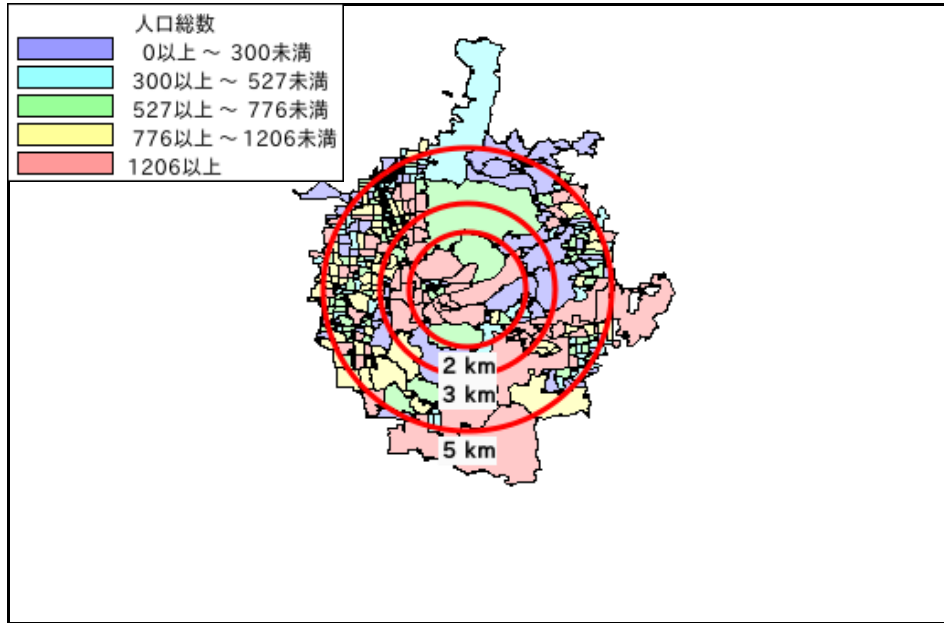 人口総数
0以上 ～ 300未満
300以上 ～ 527未満
527以上 ～ 776未満
776以上 ～ 1206未満
1206以上
2 km
3 km
5 km